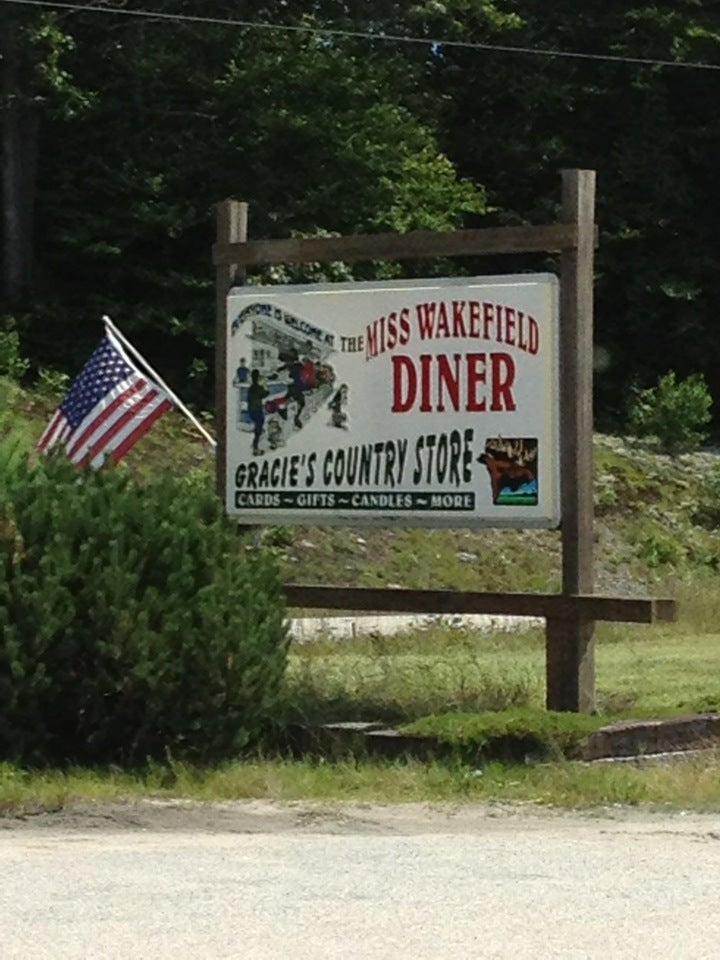 EVERYONE IS WELCOME AT
THE MISS WAKEFIELD
DINER
GRACIE'S COUNTRY STORE
CARDS ~ GIFTS ~ CANDLES ~ MORE